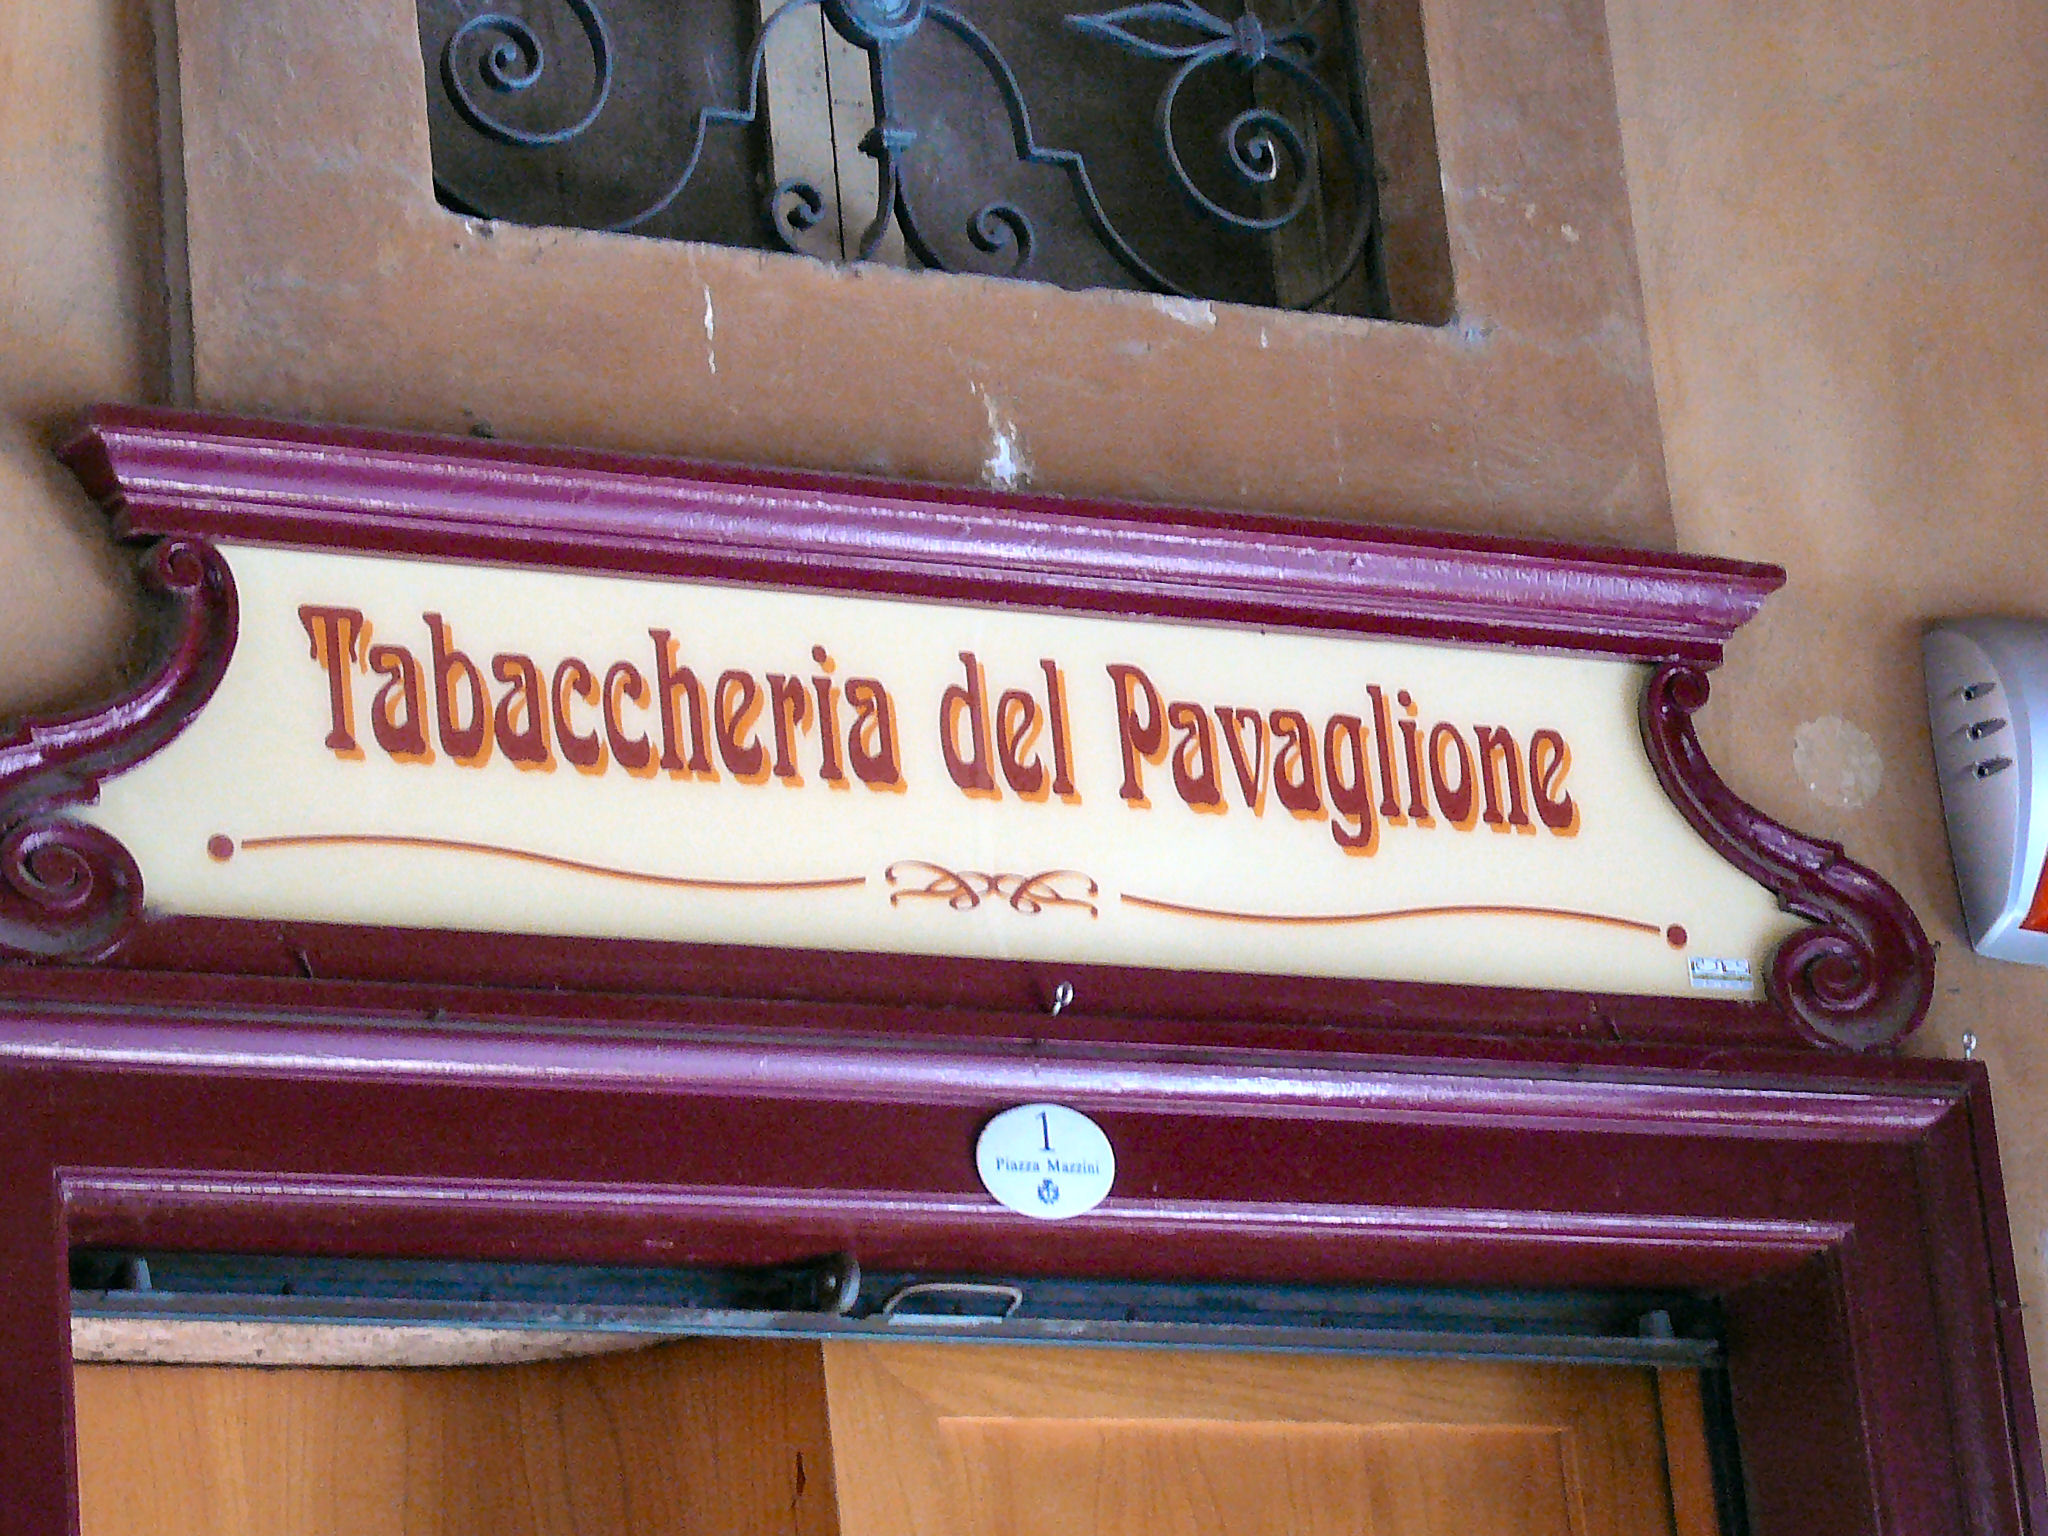 Tabaccheria del Pavaglione
1
Piazza Mazzini